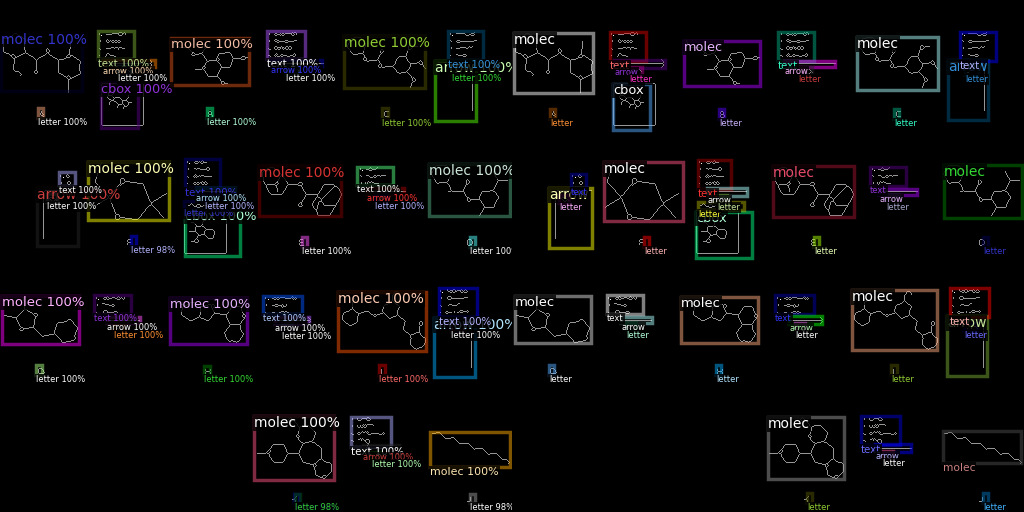 molec 100%
text 100%
arrow 100%
letter 100%
cbox 100%
letter 100%
molec 100%
text 100%
arrow 100%
letter 100%
letter 100%
molec 100%
text 100%
letter 100%
letter 100%
molec
text
arrow
letter
cbox
letter
molec
text
arrow
letter
letter
molec
text
arrow
letter
letter
text 100%
letter 100%
molec 100%
text 100%
arrow 100%
letter 100%
letter 98%
molec 100%
text 100%
arrow 100%
letter 100%
letter 100%
molec 100%
letter 100
arrow
letter
molec
text
arrow
letter
cbox
letter
molec
text
arrow
letter
letter
molec
letter
molec 100%
text 100%
arrow 100%
letter 100%
letter 100%
molec 100%
text 100%
arrow 100%
letter 100%
letter 100%
molec 100%
text 100%
letter 100%
letter 100%
molec
text
arrow
letter
letter
molec
text
arrow
letter
letter
molec
text
letter
letter
molec 100%
text 100%
arrow 100%
letter 100%
letter 98%
molec 100%
letter 98%
molec
text
arrow
letter
letter
molec
letter